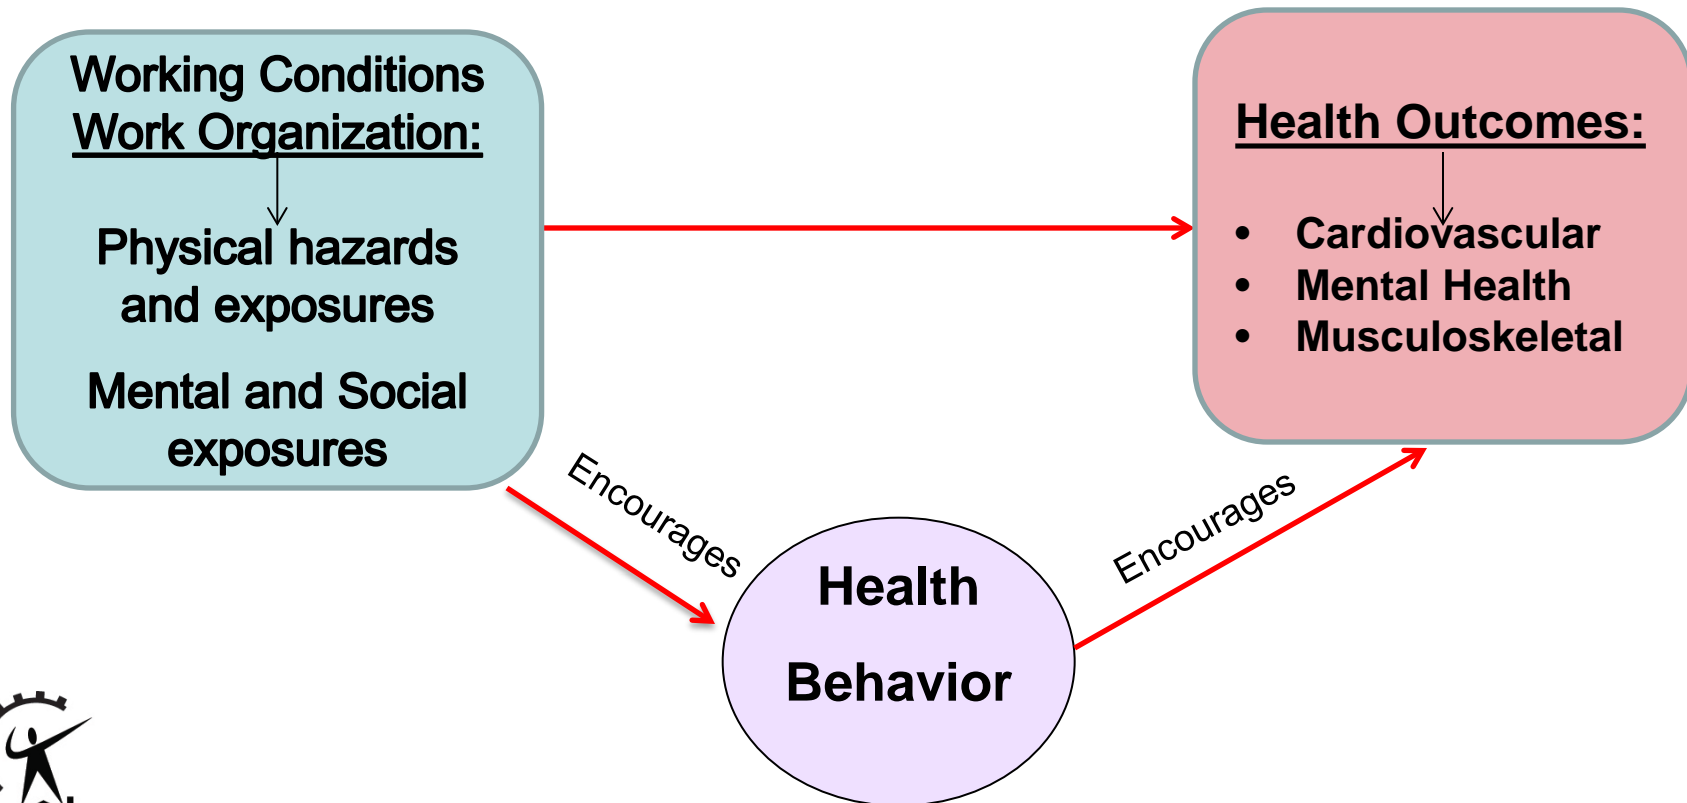 Working Conditions
Work Organization:
Physical hazards
and exposures
Mental and Social
exposures
Health Outcomes:
• Cardiovascular
• Mental Health
• Musculoskeletal
Encourages
Encourages
Health
Behavior